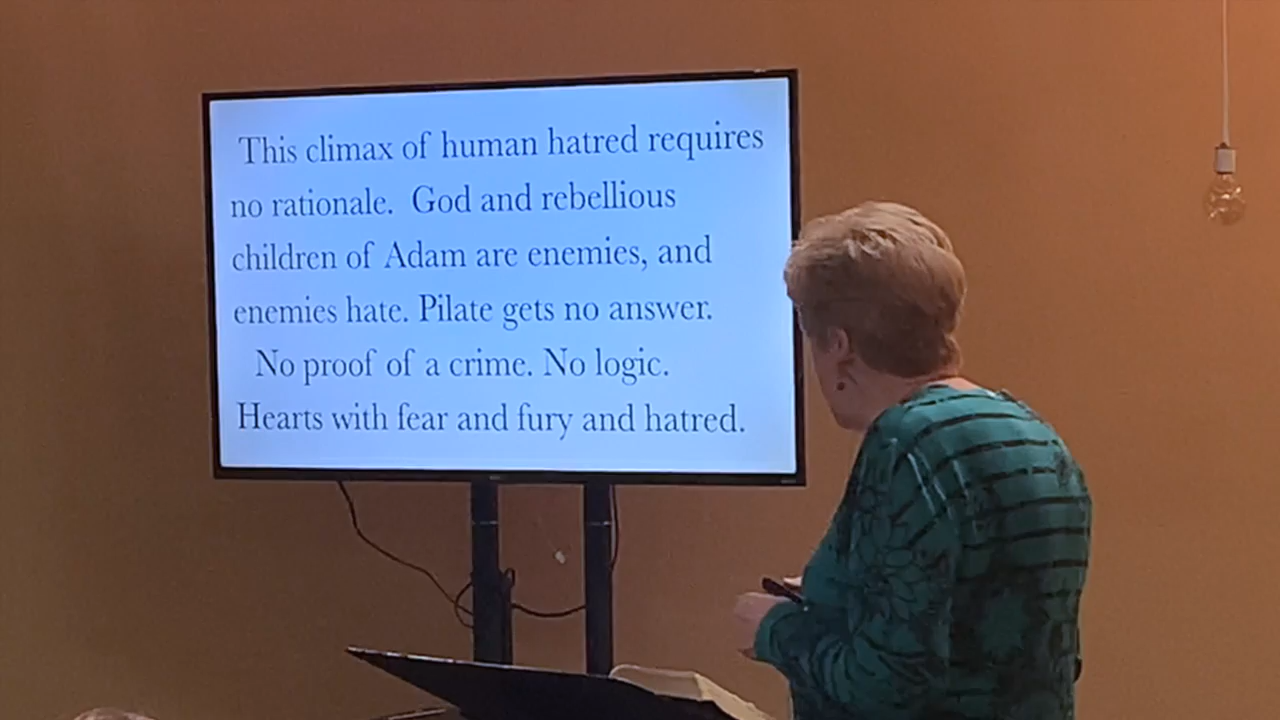 This climax of human hatred requires
no rationale. God and rebellious
children of Adam are enemies, and
enemies hate. Pilate gets no answer.
No proof of a crime. No logic.
Hearts with fear and fury and hatred.